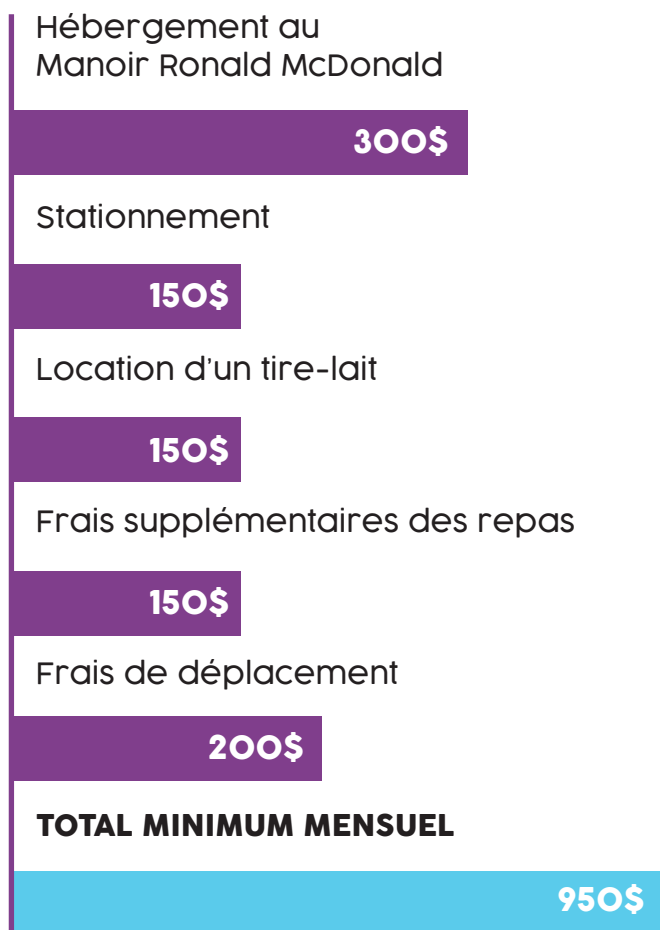 Hébergement au
Manoir Ronald McDonald
300$
Stationnement
150$
Location d'un tire-lait
150$
Frais supplémentaires des repas
150$
Frais de déplacement
200$
TOTAL MINIMUM MENSUEL
950$